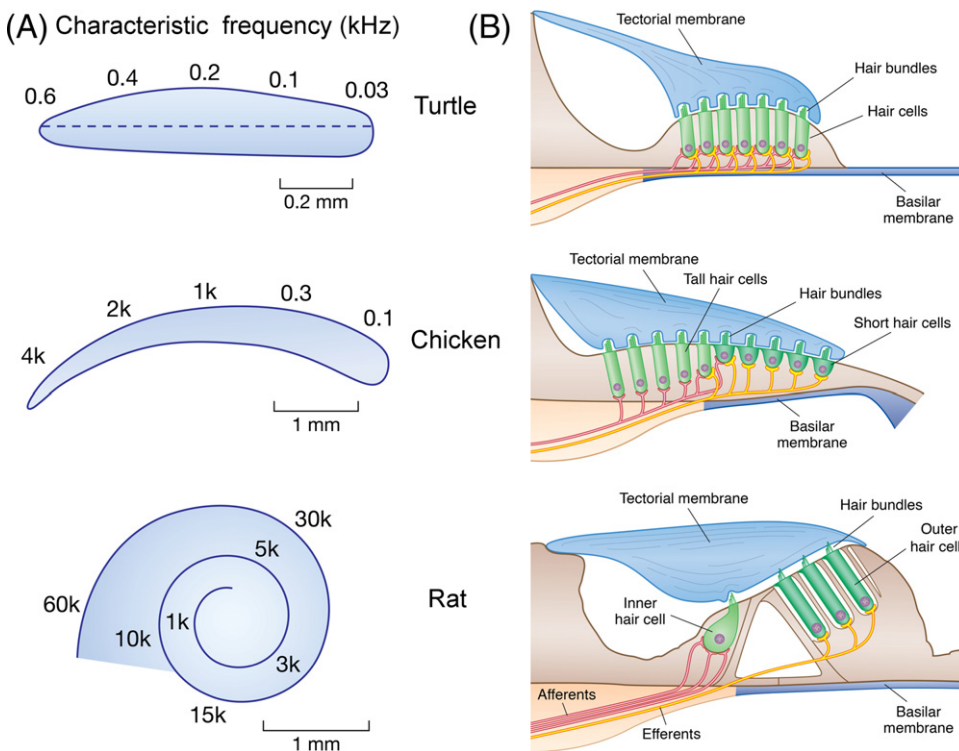 (A) Characteristic frequency (kHz)
0.6
0.4
0.2
0.1
0.03
Turtle
0.2 mm
4k
2k
1k
0.3
0.1
Chicken
1 mm
60k
30k
5k
1k
10k
3k
15k
Rat
1 mm
(B)
Tectorial membrane
Hair bundles
Hair cells
Basilar
membrane
Tectorial membrane
Tall hair cells
Hair bundles
Short hair cells
Basilar
membrane
Tectorial membrane
Hair bundles
Outer
hair cell
Inner
hair cell
Afferents
Efferents
Basilar
membrane